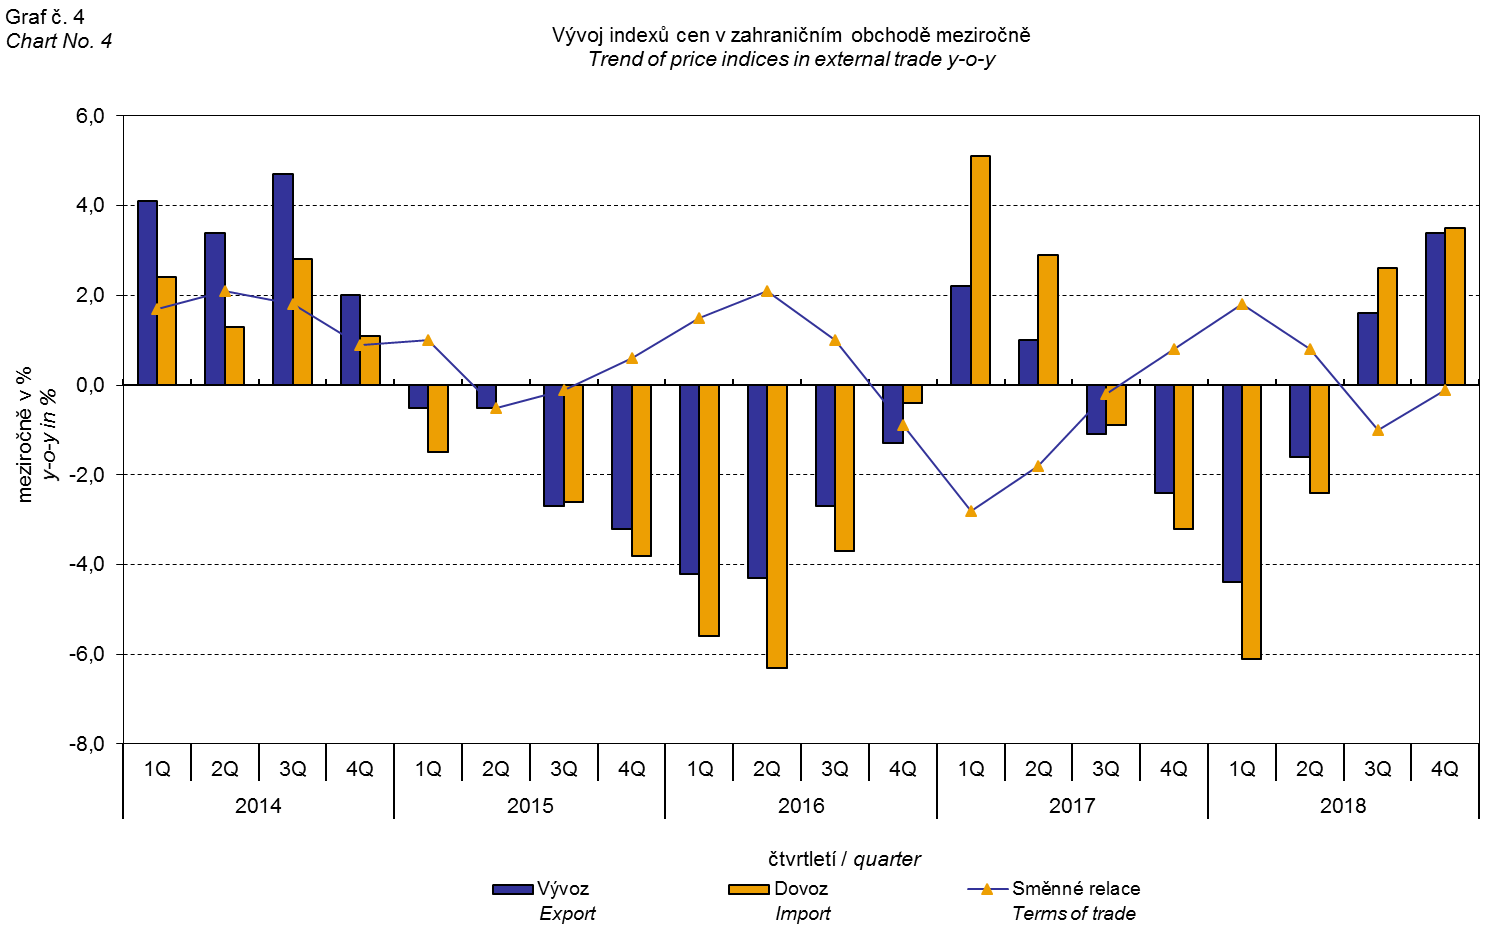 Graf č. 4
Chart No. 4
Vývoj indexů cen v zahraničním obchodě meziročně
Trend of price indices in external trade y-o-y
6,0
4,0
2,0
0,0
-2,0
-4,0
-6,0
-8,0
meziročně v %
y-o-y in %
1Q 2Q 3Q 4Q 1Q 2Q 3Q 4Q 1Q 2Q 3Q 4Q 1Q 2Q 3Q 4Q 1Q 2Q 3Q 4Q
2014 2015 2016 2017 2018
čtvrtletí / quarter
Vývoz Dovoz Směnné relace
Export Import Terms of trade